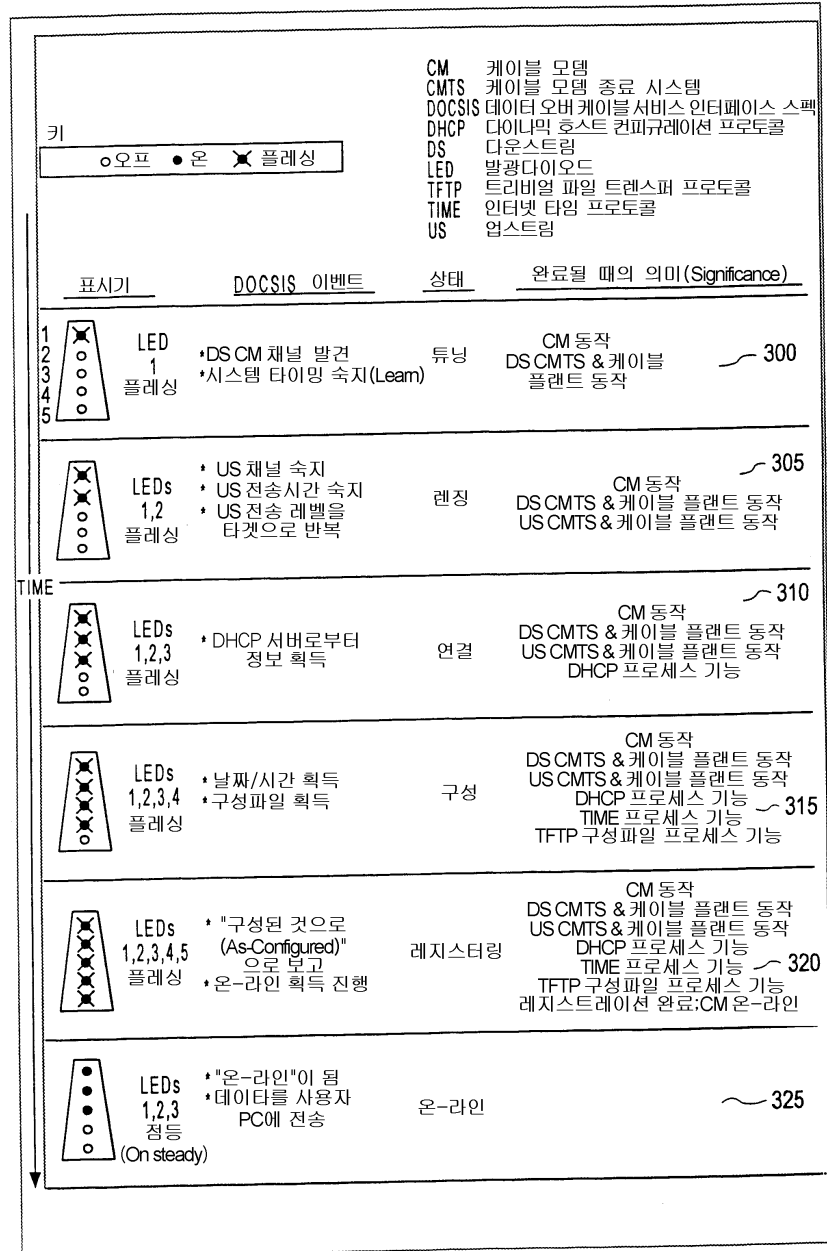 CM 케이블 모뎀
CMTS 케이블 모뎀 종료 시스템
DOCSIS 데이터 오버 케이블 서비스 인터페이스 스펙
DHCP 다이나믹 호스트 컨피규레이션 프로토콜
DS 다운스트림
LED 발광다이오드
TFTP 트리비얼 파일 트렌스퍼 프로토콜
TIME 인터넷 타임 프로토콜
US 업스트림
키
오프 온 플레싱
표시기 DOCSIS 이벤트 상태 완료될 때의 의미(Significance)
1
2
3
4
5
LED
1
플레싱
*DS CM 채널 발견
*시스템 타이밍 숙지(Learn)
튜닝
CM 동작
DS CMTS & 케이블
플랜트 동작
300
LEDs
1,2
플레싱
* US 채널 숙지
* US 전송시간 숙지
* US 전송 레벨을
타겟으로 반복
렌징
CM 동작
DS CMTS & 케이블 플랜트 동작
US CMTS & 케이블 플랜트 동작
305
TIME
LEDs
1,2,3
플레싱
* DHCP 서버로부터
정보 획득
연결
CM 동작
DS CMTS & 케이블 플랜트 동작
US CMTS & 케이블 플랜트 동작
DHCP 프로세스 기능
310
LEDs
1,2,3,4
플레싱
* 날짜/시간 획득
*구성파일 획득
구성
CM 동작
DS CMTS & 케이블 플랜트 동작
US CMTS & 케이블 플랜트 동작
DHCP 프로세스 기능
TIME 프로세스 기능
TFTP 구성파일 프로세스 기능
315
LEDs
1,2,3,4,5
플레싱
* "구성된 것으로
(As-Configured)"
으로 보고
*온-라인 획득 진행
레지스터링
CM 동작
DS CMTS & 케이블 플랜트 동작
US CMTS & 케이블 플랜트 동작
DHCP 프로세스 기능
TIME 프로세스 기능
TFTP 구성파일 프로세스 기능
레지스트레이션 완료;CM 온-라인
320
LEDs
1,2,3
점등
(On steady)
*"온-라인"이 됨
*데이타를 사용자
PC에 전송
온-라인
325